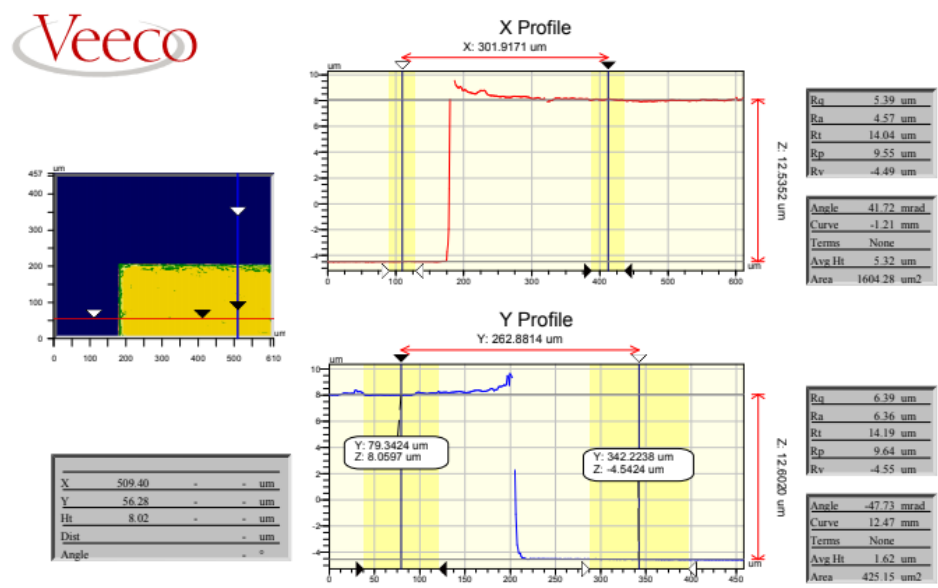 Veeco
X Profile
X: 301.9171 um
um
10
8
6
4
2
0
-2
-4
0 100 200 300 400 500 600
um
Z: 12.5352 um
Rq 5.39 um
Ra 4.57 um
Rt 14.04 um
Rp 9.55 um
Rv -4.49 um
Angle 41.72 mrad
Curve -1.21 mm
Terms None
Avg Ht 5.32 um
Area 1604.28 um2
um
457
400
300
200
100
0
um
0 100 200 300 400 500 610
Y Profile
Y: 262.8814 um
um
10
8
6
4
2
0
-2
-4
Y: 79.3424 um
Z: 8.0597 um
Y: 342.2238 um
Z: -4.5424 um
0 50 100 150 200 250 300 350 400 450
um
Z: 12.6020 um
Rq 6.39 um
Ra 6.36 um
Rt 14.19 um
Rp 9.64 um
Rv -4.55 um
Angle -47.73 mrad
Curve 12.47 mm
Terms None
Avg Ht 1.62 um
Area 425.15 um2
X 509.40 - - um
Y 56.28 - - um
Ht 8.02 - - um
Dist - um
Angle - °